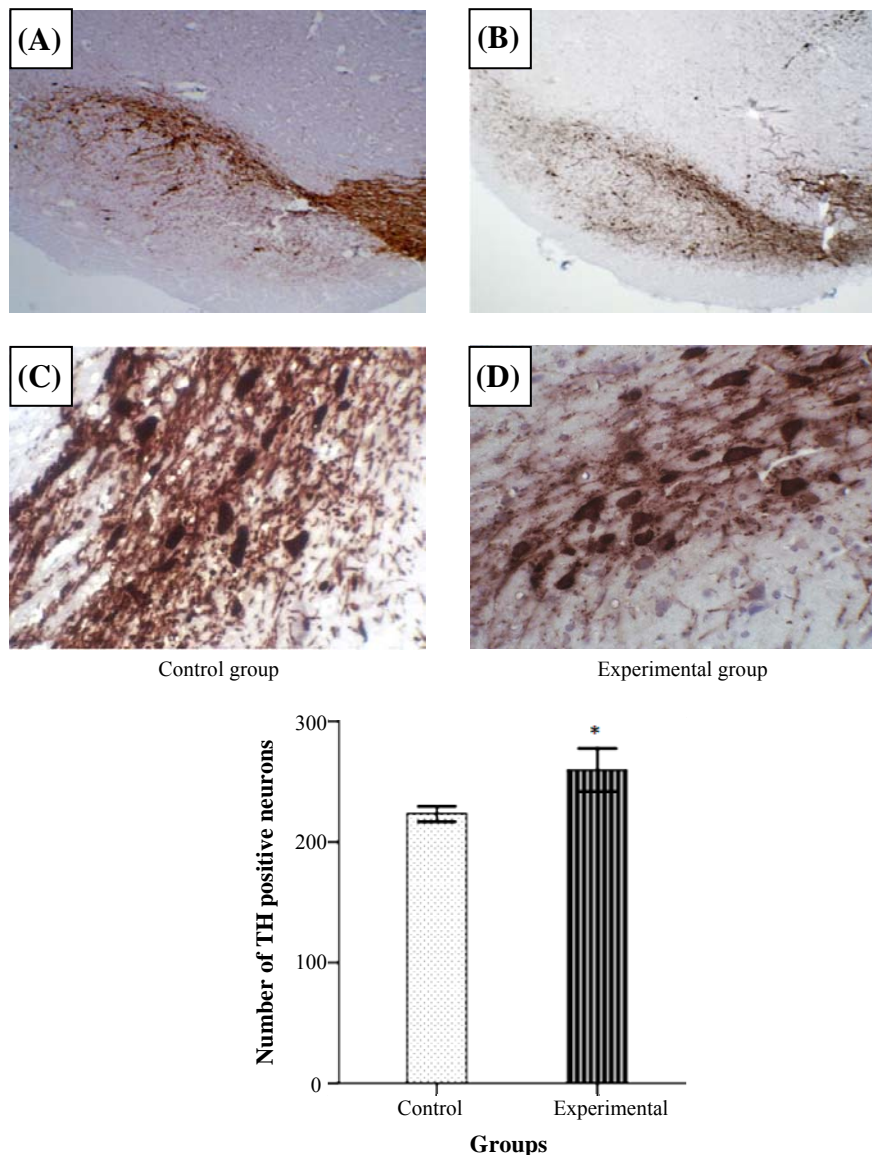 (A)
(B)
(C)
(D)
Control group
Experimental group
300
200
100
0
Number of TH positive neurons
*
Control
Experimental
Groups